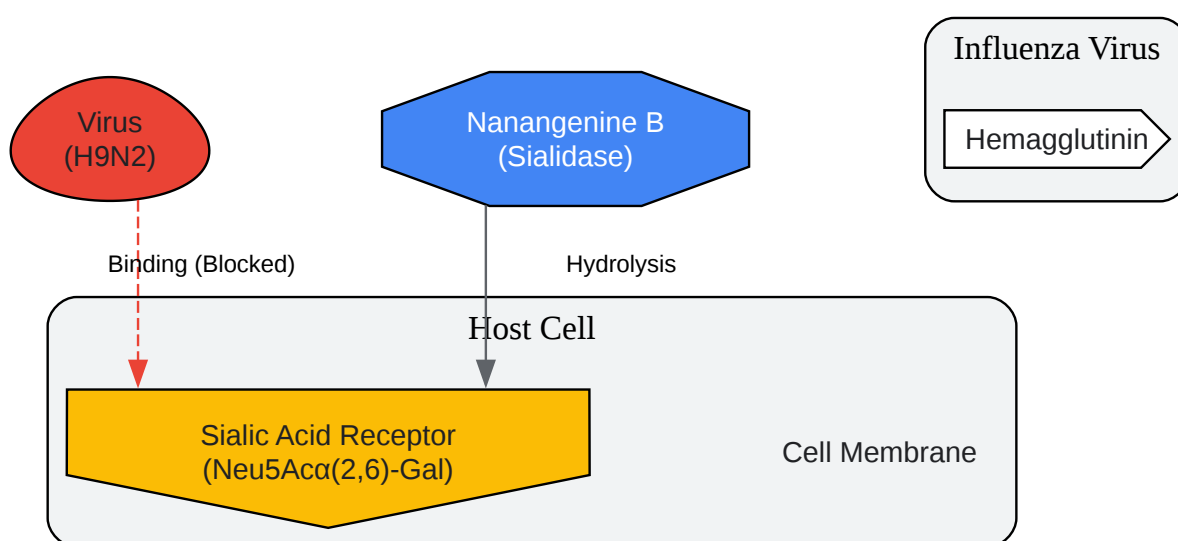 Influenza Virus
Hemagglutinin
Virus
(H9N2)
Nanangenine B
(Sialidase)
Binding (Blocked)
Hydrolysis
Host Cell
Sialic Acid Receptor
(Neu5Acα(2,6)-Gal)
Cell Membrane